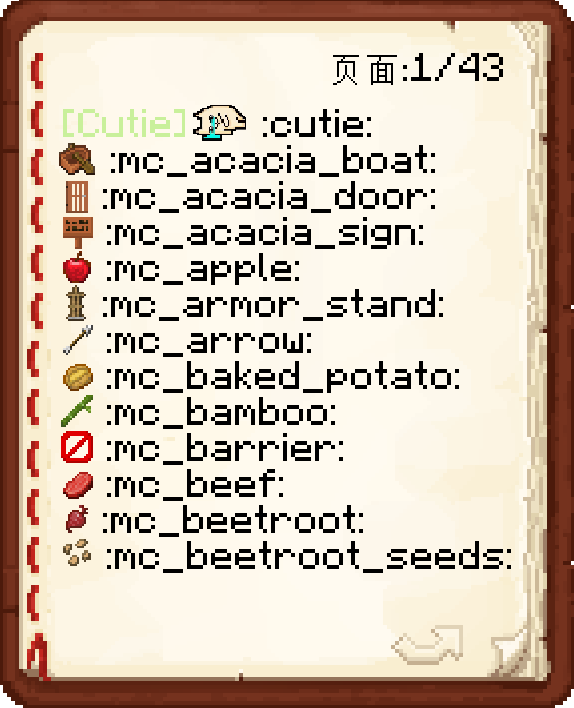 页面:1/43
[Cutie] :cutie:
:mc_acacia_boat:
:mc_acacia_door:
:mc_acacia_sign:
:mc_apple:
:mc_armor_stand:
:mc_arrow:
:mc_baked_potato:
:mc_bamboo:
:mc_barrier:
:mc_beef:
:mc_beetroot:
:mc_beetroot_seeds: